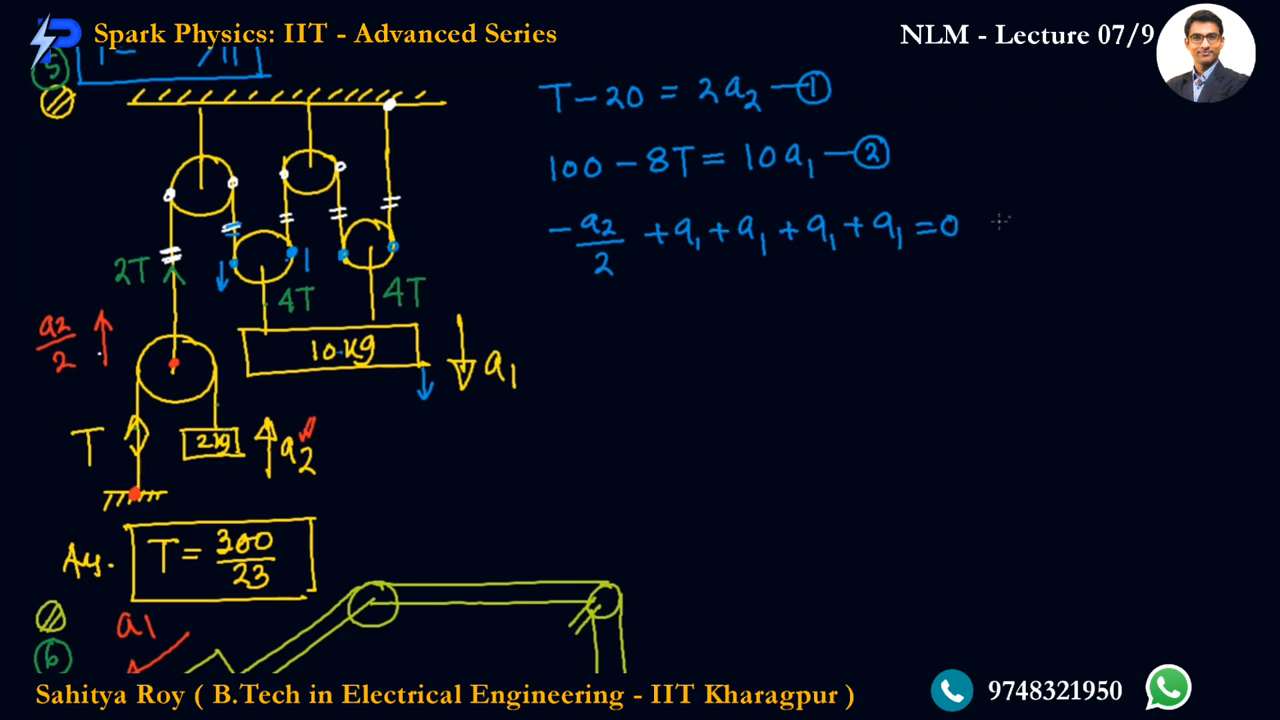 Spark Physics: IIT - Advanced Series
NLM - Lecture 07/9
5
T - 20 = 2a₂ — ①
100 - 8T = 10a₁ — ②
- a₂/2 + a₁ + a₁ + a₁ + a₁ = 0
2T
4T
4T
a₂/2
10 kg
a₁
T
2kg
a₂
Ans. T = 300/23
a1
6
Sahitya Roy ( B.Tech in Electrical Engineering - IIT Kharagpur )
9748321950